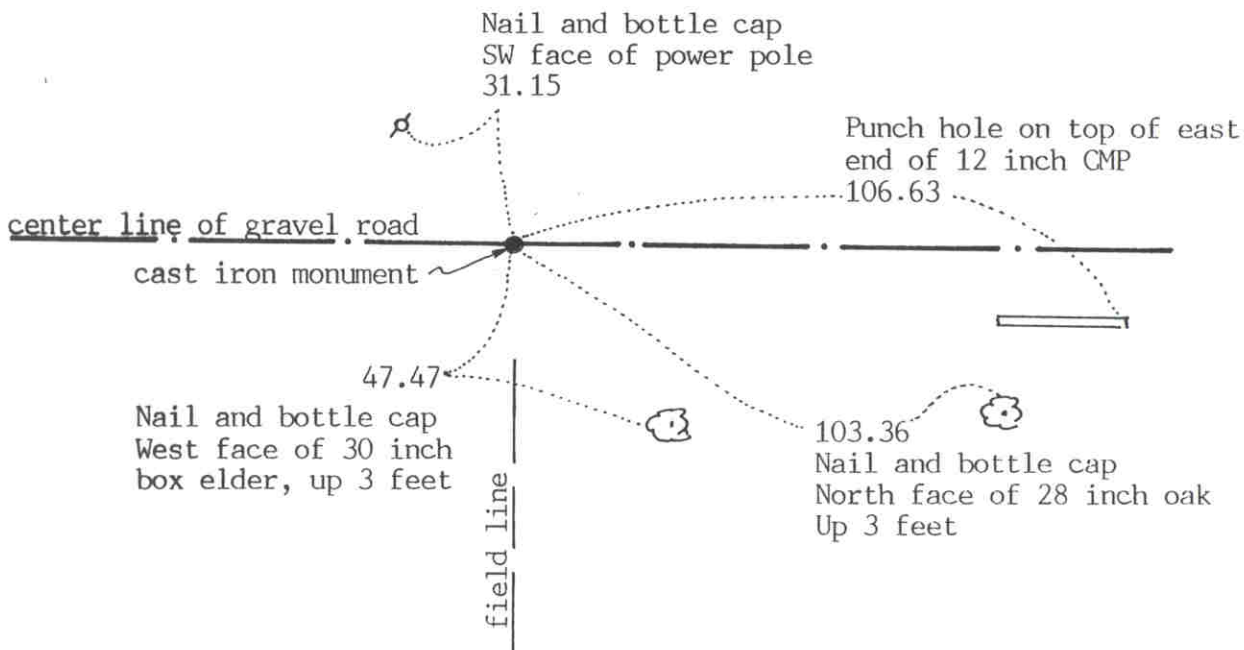 Nail and bottle cap
SW face of power pole
31.15
Punch hole on top of east
end of 12 inch CMP
106.63
center line of gravel road
cast iron monument
47.47
Nail and bottle cap
West face of 30 inch
box elder, up 3 feet
103.36
Nail and bottle cap
North face of 28 inch oak
Up 3 feet
field line